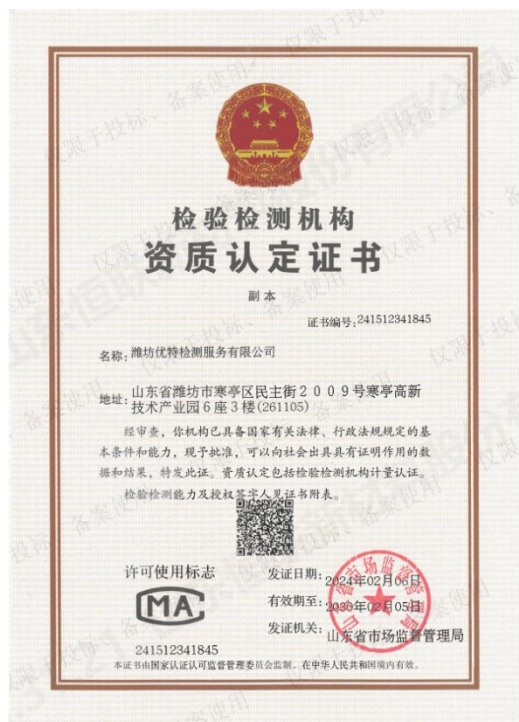 检验检测机构
资质认定证书
副本
证书编号:241512341845
名称:潍坊优特检测服务有限公司
地址:山东省潍坊市寒亭区民主街2009号寒亭高新
技术产业园6座3楼(261105)
经审查,你机构已具备国家有关法律、行政法规规定的基
本条件和能力,现予批准,可以向社会出具具有证明作用的数
据和结果,特发此证。资质认定包括检验检测机构计量认证。
检验检测能力及授权签字人见证书附表。
许可使用标志
MA
241512341845
发证日期:2024年02月06日
有效期至:2030年02月05日
发证机关:山东省市场监督管理局
本证书由国家认证认可监督管理委员会监制,在中华人民共和国境内有效。
仅限于投标、备案使用